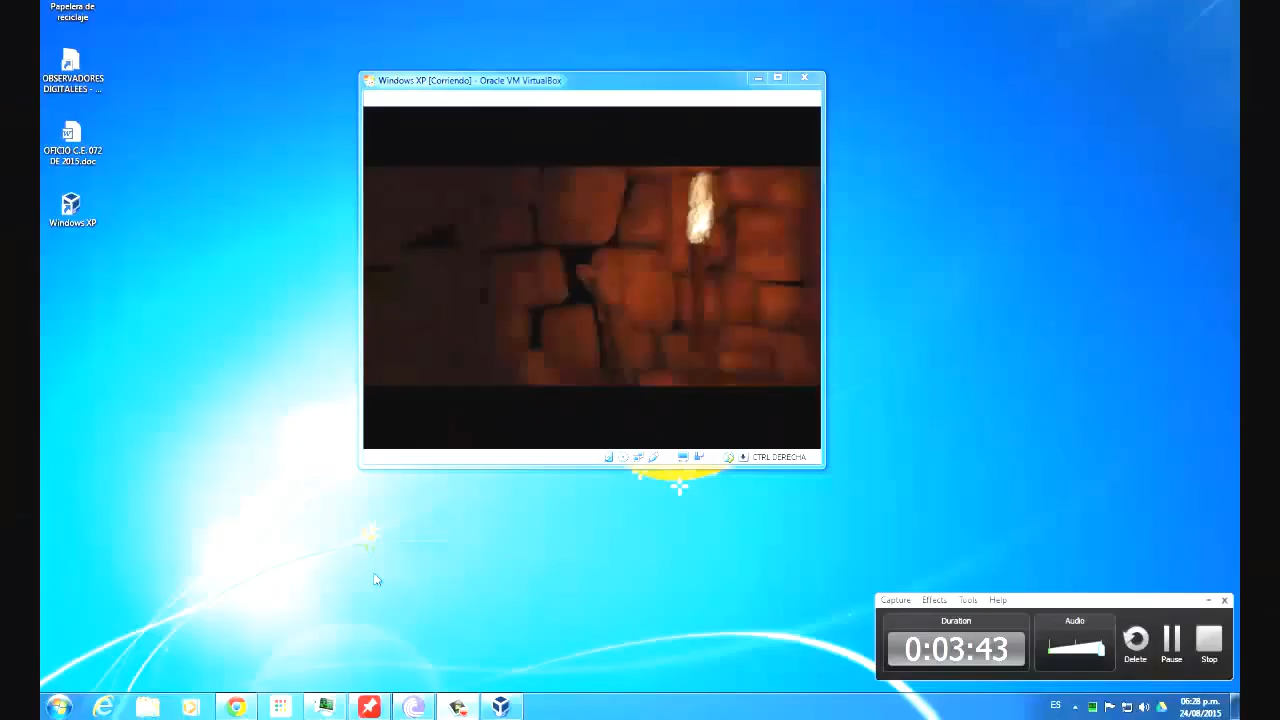 Papelera de
reciclaje
OBSERVADORES
DIGITALEES - ...
OFICIO C.E. 072
DE 2015.doc
Windows XP
Windows XP [Corriendo] - Oracle VM VirtualBox
CTRL DERECHA
Capture Effects Tools Help
Duration
Audio
0:03:43
Delete
Pause
Stop
ES
06:28 p.m.
24/08/2015